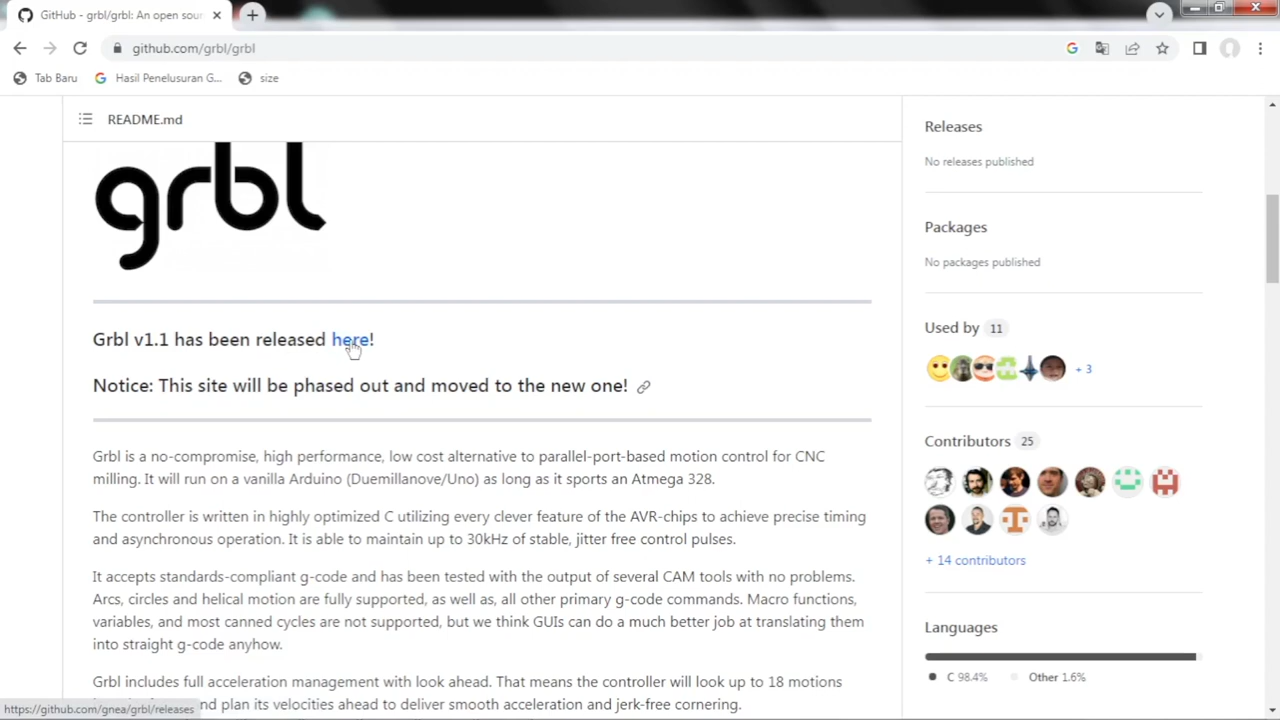 GitHub - grbl/grbl: An open sour
github.com/grbl/grbl
Tab Baru
Hasil Penelusuran G...
size
README.md
grbl
Grbl v1.1 has been released here!
Notice: This site will be phased out and moved to the new one!
Grbl is a no-compromise, high performance, low cost alternative to parallel-port-based motion control for CNC
milling. It will run on a vanilla Arduino (Duemillanove/Uno) as long as it sports an Atmega 328.
The controller is written in highly optimized C utilizing every clever feature of the AVR-chips to achieve precise timing
and asynchronous operation. It is able to maintain up to 30kHz of stable, jitter free control pulses.
It accepts standards-compliant g-code and has been tested with the output of several CAM tools with no problems.
Arcs, circles and helical motion are fully supported, as well as, all other primary g-code commands. Macro functions,
variables, and most canned cycles are not supported, but we think GUIs can do a much better job at translating them
into straight g-code anyhow.
Grbl includes full acceleration management with look ahead. That means the controller will look up to 18 motions
nd plan its velocities ahead to deliver smooth acceleration and jerk-free cornering.
https://github.com/gnea/grbl/releases
Releases
No releases published
Packages
No packages published
Used by 11
+ 3
Contributors 25
+ 14 contributors
Languages
C 98.4% Other 1.6%